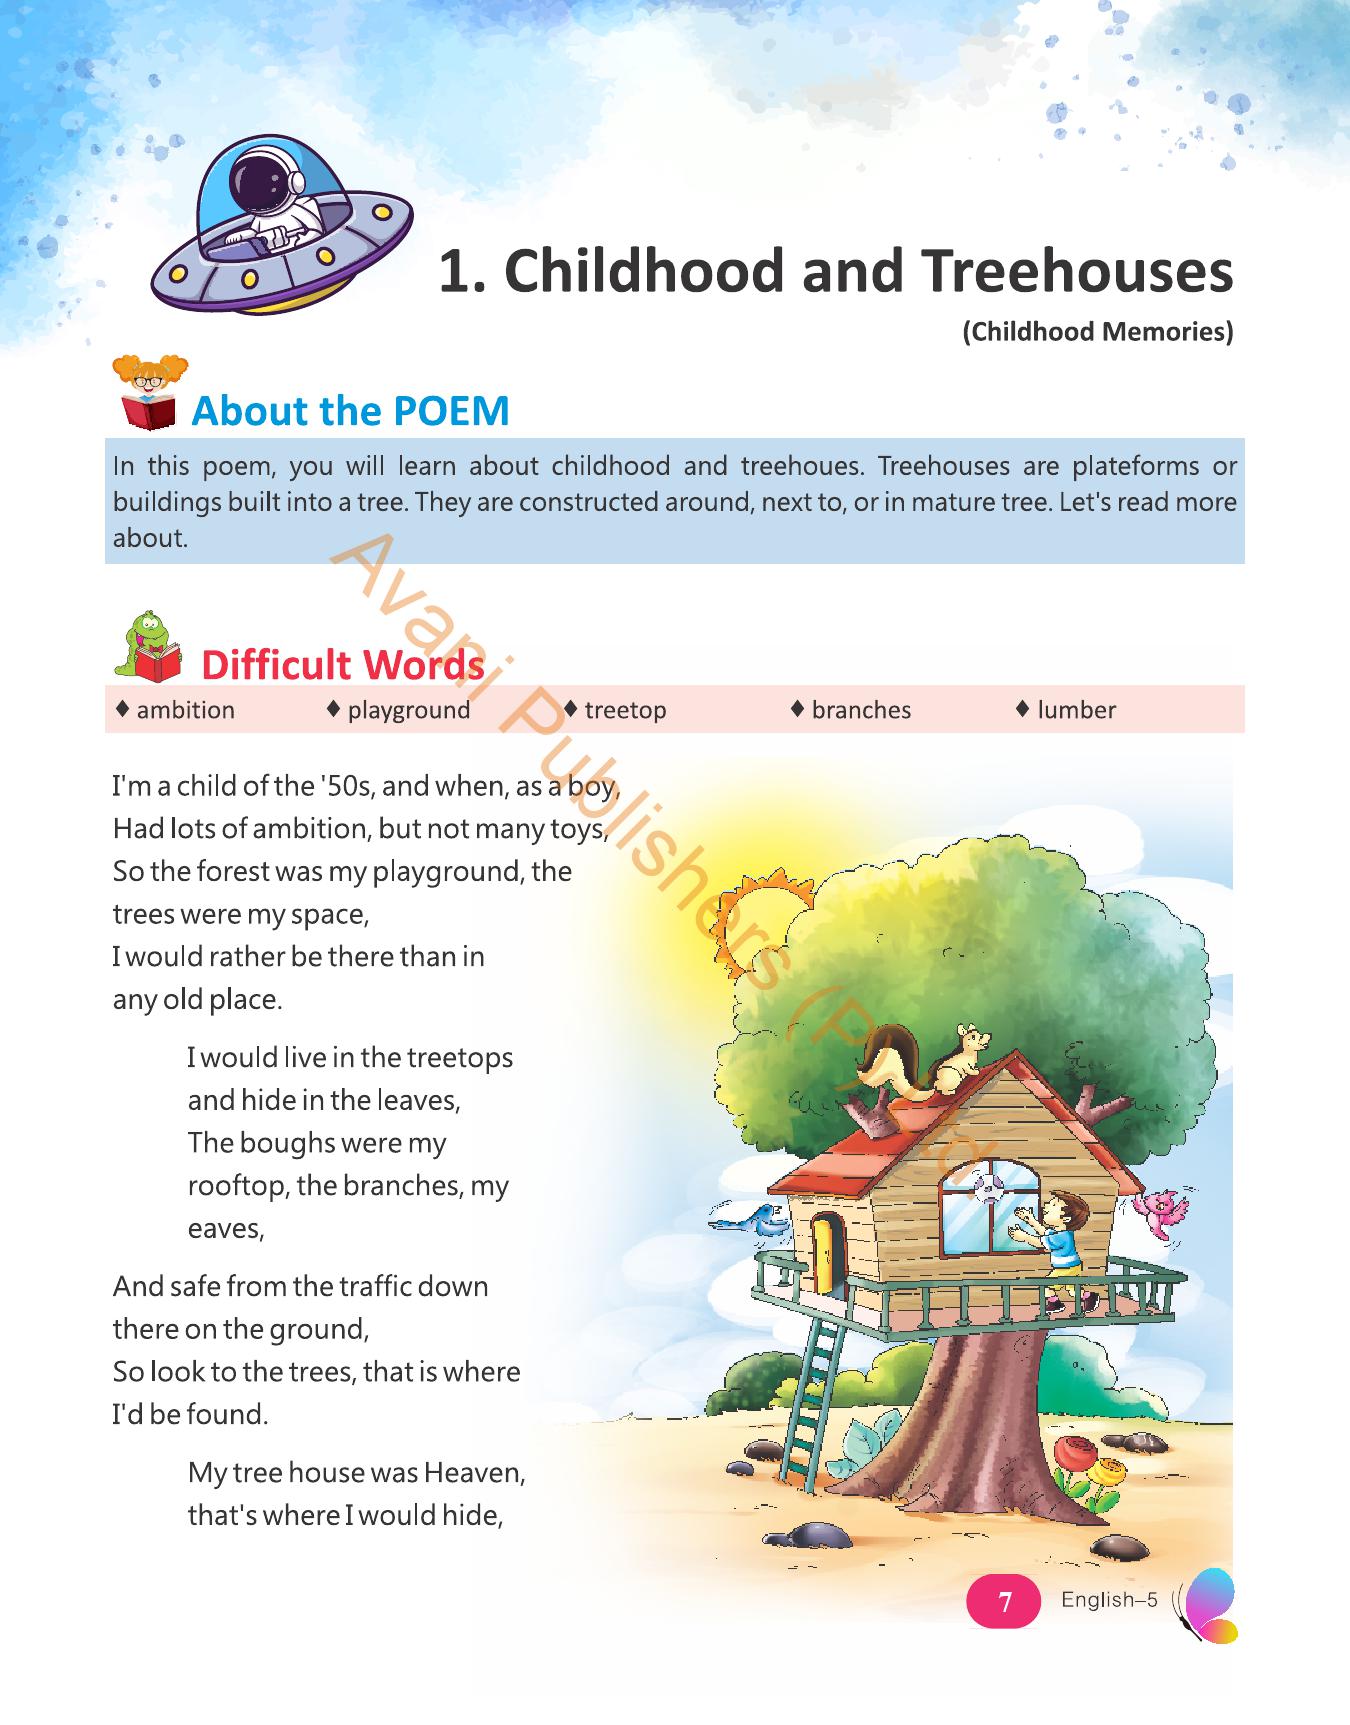 1. Childhood and Treehouses
(Childhood Memories)
About the POEM
In this poem, you will learn about childhood and treehoues. Treehouses are plateforms or
buildings built into a tree. They are constructed around, next to, or in mature tree. Let's read more
about.
Difficult Words
♦ ambition ♦ playground ♦ treetop ♦ branches ♦ lumber
I'm a child of the '50s, and when, as a boy,
Had lots of ambition, but not many toys,
So the forest was my playground, the
trees were my space,
I would rather be there than in
any old place.
I would live in the treetops
and hide in the leaves,
The boughs were my
rooftop, the branches, my
eaves,
And safe from the traffic down
there on the ground,
So look to the trees, that is where
I'd be found.
My tree house was Heaven,
that's where I would hide,
7 English–5
Avani Publishers (P)